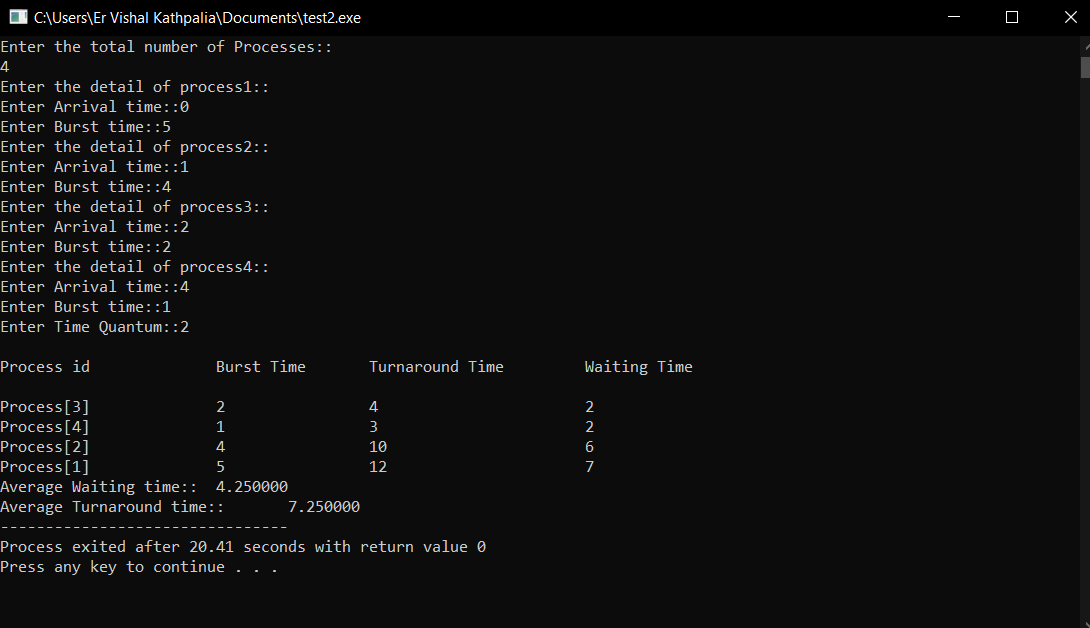 C:\Users\Er Vishal Kathpalia\Documents\test2.exe
Enter the total number of Processes::
4
Enter the detail of process1::
Enter Arrival time::0
Enter Burst time::5
Enter the detail of process2::
Enter Arrival time::1
Enter Burst time::4
Enter the detail of process3::
Enter Arrival time::2
Enter Burst time::2
Enter the detail of process4::
Enter Arrival time::4
Enter Burst time::1
Enter Time Quantum::2
Process id Burst Time Turnaround Time Waiting Time
Process[3] 2 4 2
Process[4] 1 3 2
Process[2] 4 10 6
Process[1] 5 12 7
Average Waiting time:: 4.250000
Average Turnaround time:: 7.250000
--------------------------------
Process exited after 20.41 seconds with return value 0
Press any key to continue . . .